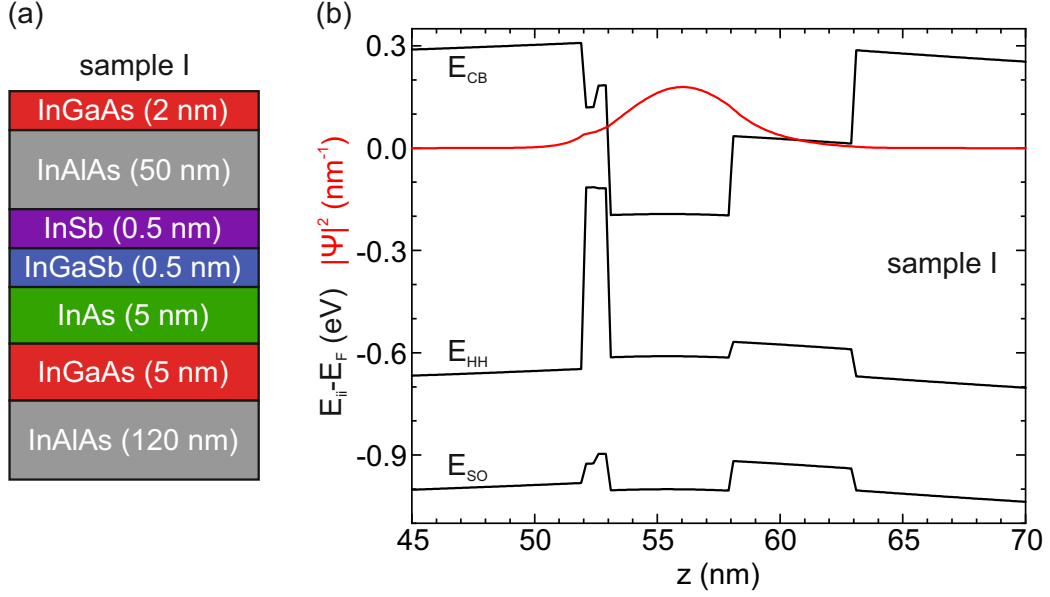 (a)
sample I
InGaAs (2 nm)
InAlAs (50 nm)
InSb (0.5 nm)
InGaSb (0.5 nm)
InAs (5 nm)
InGaAs (5 nm)
InAlAs (120 nm)
(b)
|Ψ|² (nm⁻¹)
E_ii-E_F (eV)
0.3
0.0
-0.3
-0.6
-0.9
E_CB
E_HH
E_SO
sample I
45 50 55 60 65 70
z (nm)